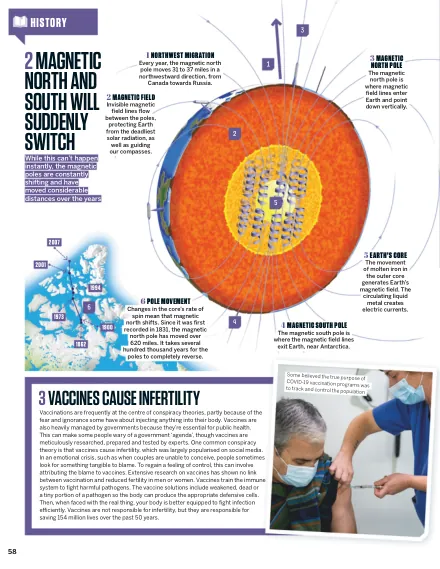 HISTORY
2 MAGNETIC
NORTH AND
SOUTH WILL
SUDDENLY
SWITCH
While this can't happen
instantly, the magnetic
poles are constantly
shifting and have
moved considerable
distances over the years
1 NORTHWEST MIGRATION
Every year, the magnetic north
pole moves 31 to 37 miles in a
northwestward direction, from
Canada towards Russia.
2 MAGNETIC FIELD
Invisible magnetic
field lines flow
between the poles,
protecting Earth
from the deadliest
solar radiation, as
well as guiding
our compasses.
3 MAGNETIC
NORTH POLE
The magnetic
north pole is
where magnetic
field lines enter
Earth and point
down vertically.
3
1
2
5
4
5 EARTH'S CORE
The movement
of molten iron in
the outer core
generates Earth's
magnetic field. The
circulating liquid
metal creates
electric currents.
4 MAGNETIC SOUTH POLE
The magnetic south pole is
where the magnetic field lines
exit Earth, near Antarctica.
6 POLE MOVEMENT
Changes in the core's rate of
spin mean that magnetic
north shifts. Since it was first
recorded in 1831, the magnetic
north pole has moved over
620 miles. It takes several
hundred thousand years for the
poles to completely reverse.
2007
2001
1994
1973
3 VACCINES CAUSE INFERTILITY
Vaccinations are frequently at the centre of conspiracy theories, partly because of the
fear and ignorance some have about injecting anything into their body. Vaccines
are also heavily managed by governments because they're essential for public health.
This can make some people wary of a government 'agenda', though vaccines are
meticulously researched, prepared and tested by experts. One common conspiracy
theory is that vaccines cause infertility, which was largely popularised on social media.
In an emotional crisis, such as when couples are unable to conceive, people sometimes
look for something tangible to blame. To regain a feeling of control, this can involve
attributing the blame to vaccines. Extensive research on vaccines has shown no link
between vaccination and reduced fertility in men or women. Vaccines train the immune
system to fight harmful pathogens. The vaccine solutions include weakened, dead or
a tiny portion of a pathogen so the body can produce the appropriate defensive cells.
Then, when faced with the real thing, your body is better equipped to fight infection
efficiently. Vaccines are not responsible for infertility, but they are responsible for
saving 154 million lives over the past 50 years.
Some believed the true purpose of
COVID-19 vaccination programs was
to track and control the population
58